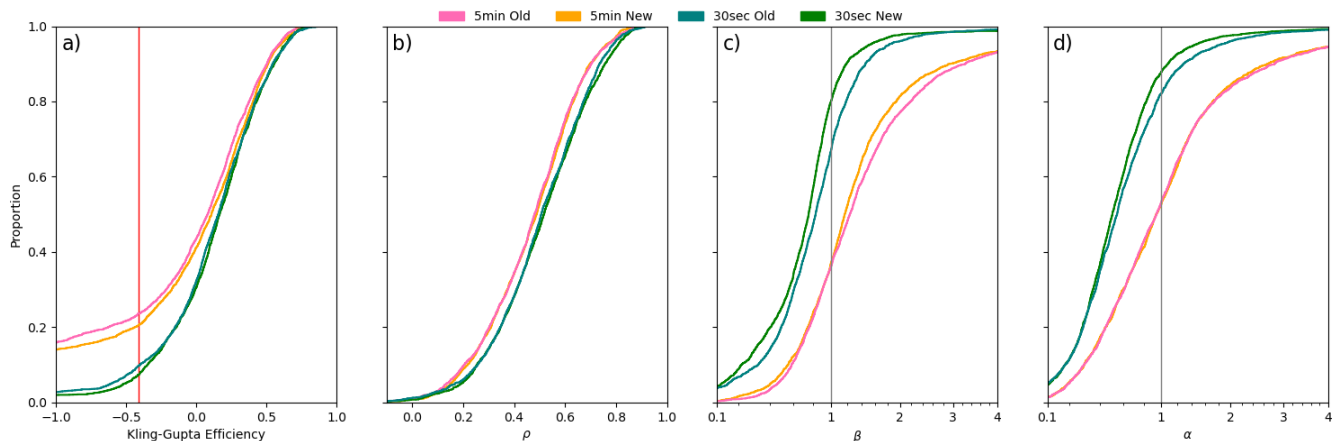 5min Old 5min New 30sec Old 30sec New
a) b) c) d)
1.0
0.8
0.6
0.4
0.2
0.0
Proportion
−1.0 −0.5 0.0 0.5 1.0 0.0 0.2 0.4 0.6 0.8 1.0 0.1 1 2 3 4 0.1 1 2 3 4
Kling-Gupta Efficiency ρ β α